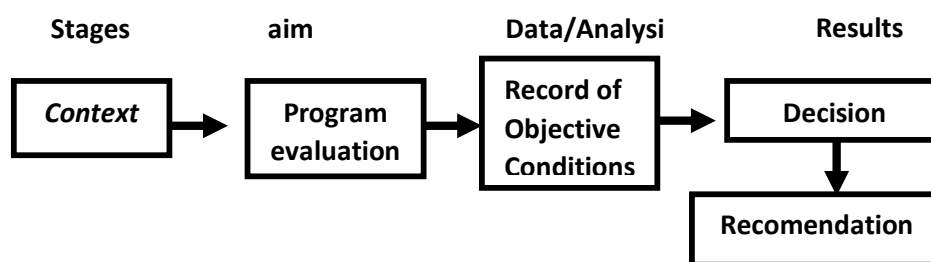 Stages aim Data/Analysi Results
Context
Program
evaluation
Record of
Objective
Conditions
Decision
Recomendation